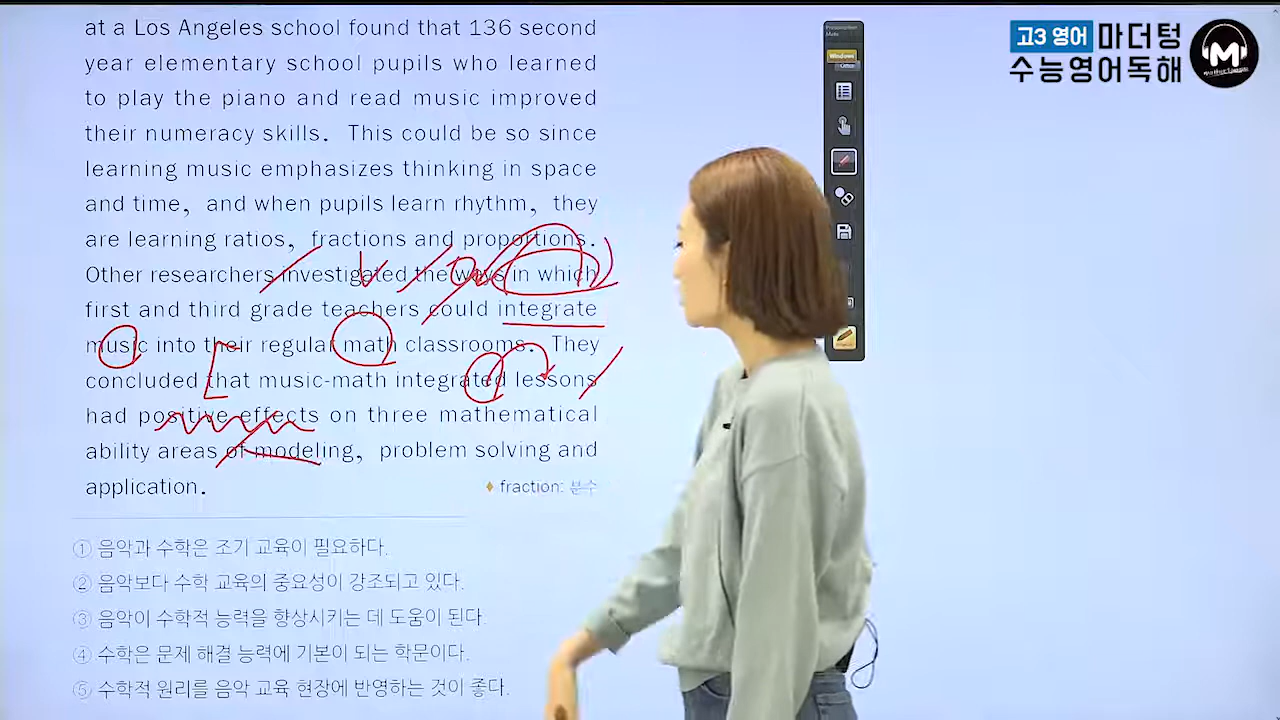 at a Los Angeles school found that 136 second
year elementary school pupils who learned
to play the piano and read music improved
their numeracy skills. This could be so since
learning music emphasizes thinking in space
and time, and when pupils learn rhythm, they
are learning ratios, fractions and proportions.
Other researchers investigated the ways in which
first and third grade teachers could integrate
music into their regular math classrooms. They
concluded that music-math integrated lessons
had positive effects on three mathematical
ability areas of modeling, problem solving and
application.
◆ fraction: 분수
① 음악과 수학은 조기 교육이 필요하다.
② 음악보다 수학 교육의 중요성이 강조되고 있다.
③ 음악이 수학적 능력을 향상시키는 데 도움이 된다
④ 수학은 문제 해결 능력에 기본이 되는 학문이다.
⑤ 수학 원리를 음악 교육과정에 반영하는 것이 좋다.
고3 영어 마더텅
수능영어독해
M
Windows